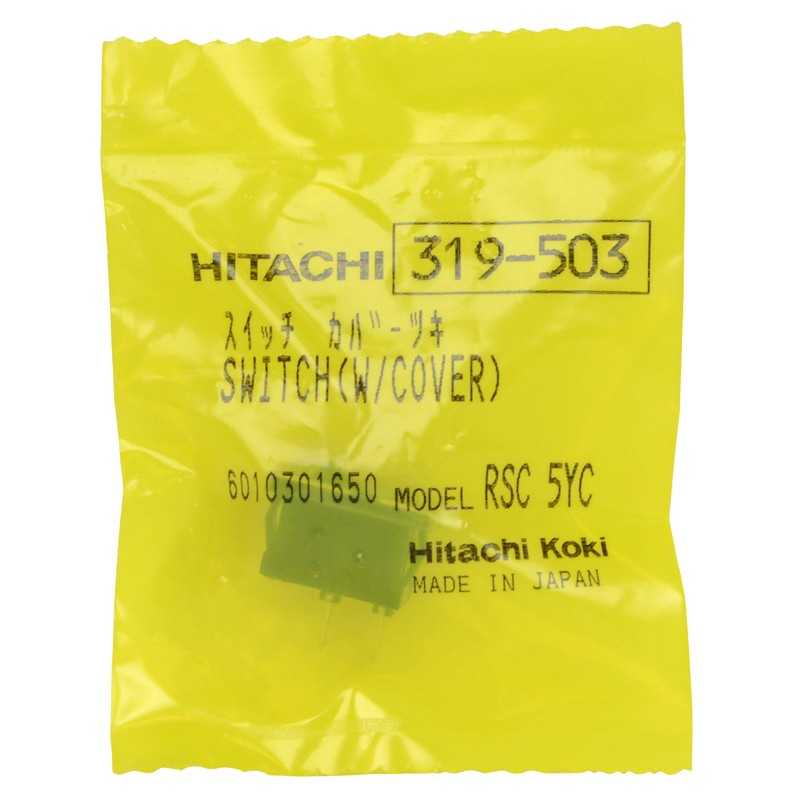 HITACHI 319-503
スイッチ カバーツキ
SWITCH(W/COVER)
6010301650 MODEL RSC 5YC
Hitachi Koki
MADE IN JAPAN